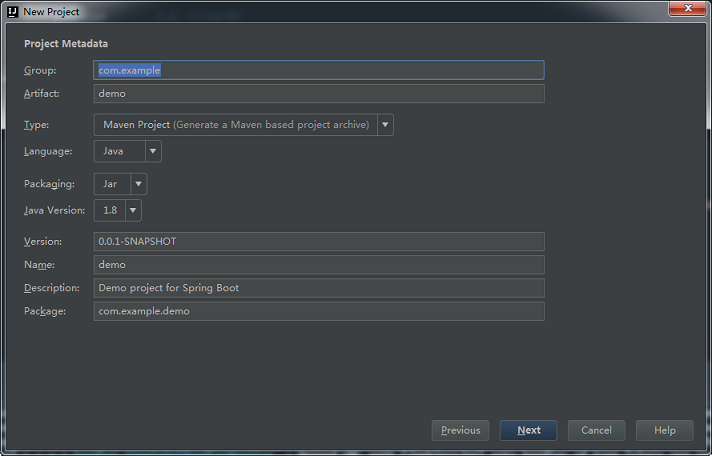 New Project
Project Metadata
Group: com.example
Artifact: demo
Type: Maven Project (Generate a Maven based project archive)
Language: Java
Packaging: Jar
Java Version: 1.8
Version: 0.0.1-SNAPSHOT
Name: demo
Description: Demo project for Spring Boot
Package: com.example.demo
Previous Next Cancel Help